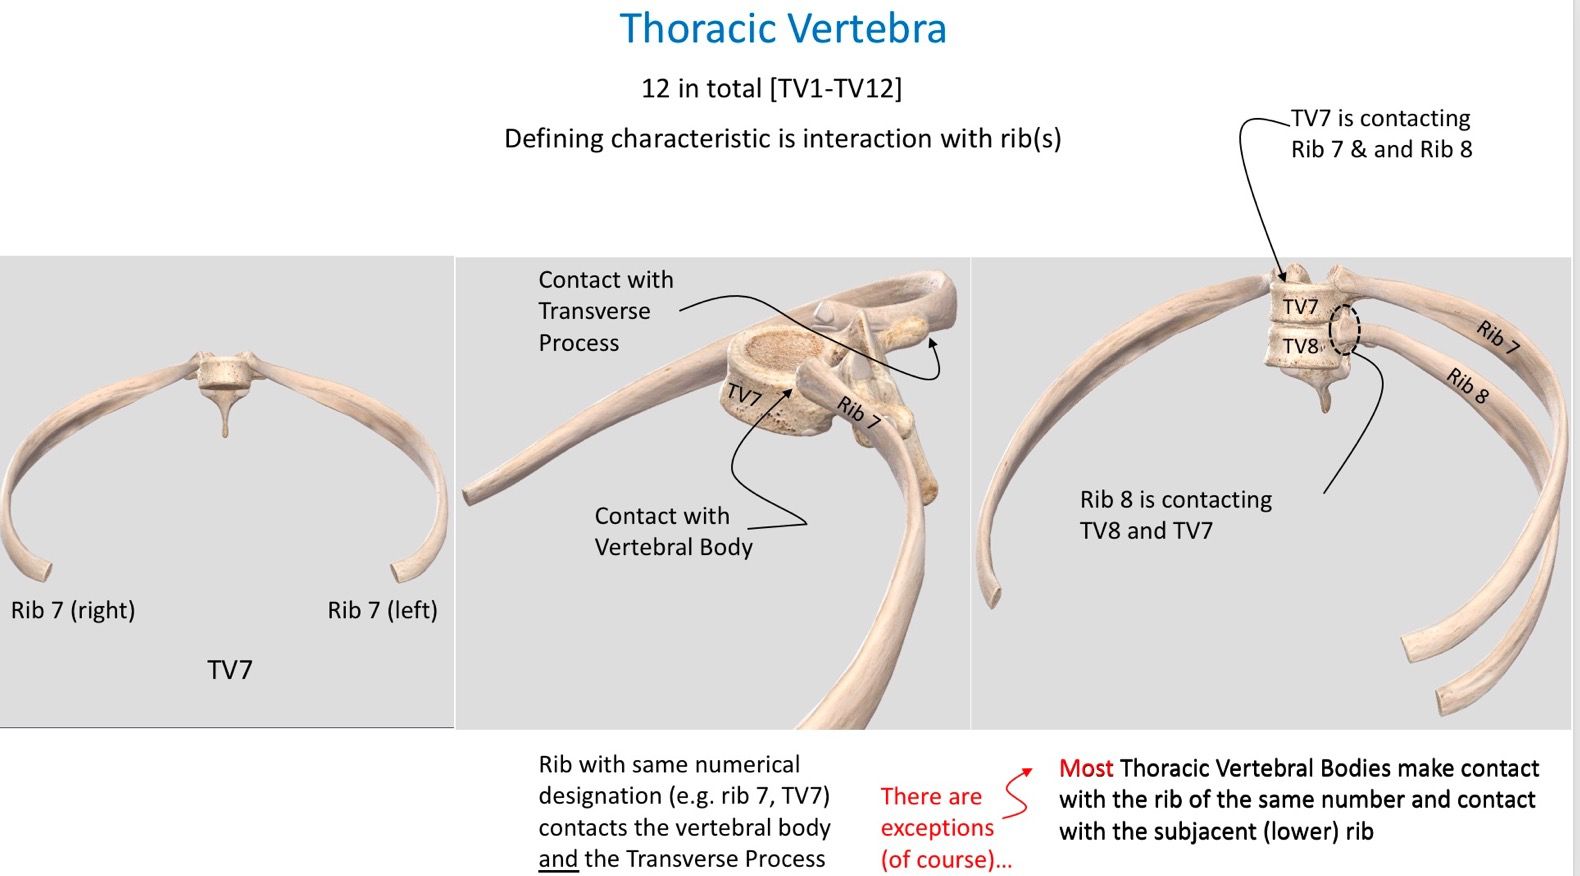 Thoracic Vertebra
12 in total [TV1-TV12]
Defining characteristic is interaction with rib(s)
TV7 is contacting
Rib 7 & and Rib 8
Rib 7 (right)
Rib 7 (left)
TV7
Contact with
Transverse
Process
TV7
Rib 7
Contact with
Vertebral Body
TV7
TV8
Rib 7
Rib 8
Rib 8 is contacting
TV8 and TV7
Rib with same numerical
designation (e.g. rib 7, TV7)
contacts the vertebral body
and the Transverse Process
There are
exceptions
(of course)...
Most Thoracic Vertebral Bodies make contact
with the rib of the same number and contact
with the subjacent (lower) rib